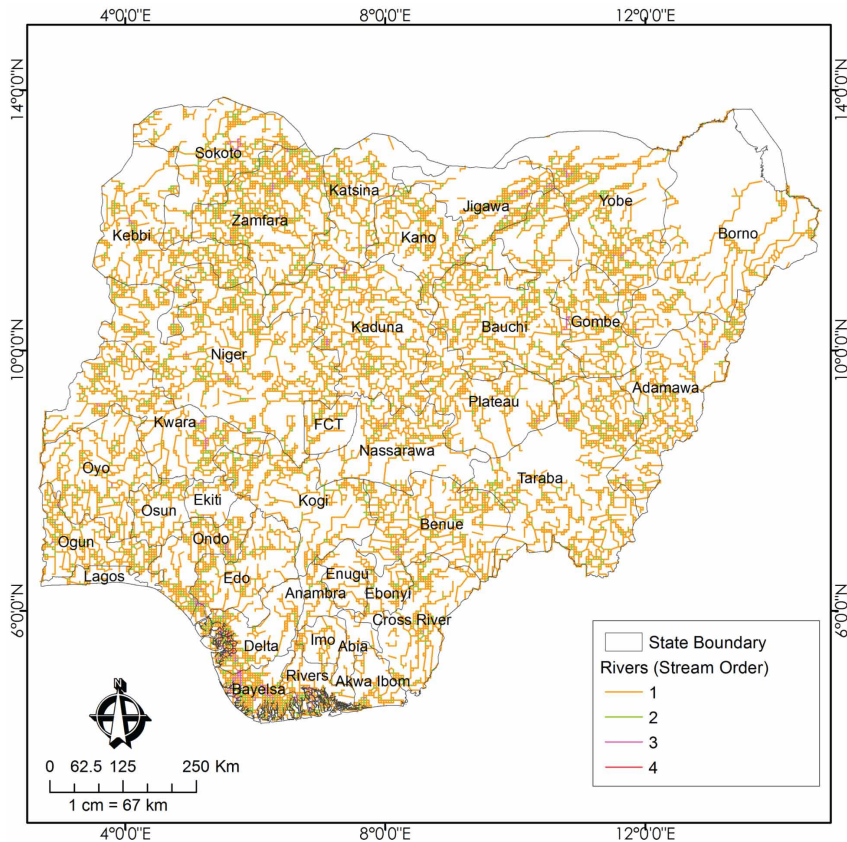 4°0'0"E 8°0'0"E 12°0'0"E
14°0'0"N 14°0'0"N
Sokoto
Katsina
Jigawa
Yobe
Zamfara
Kebbi
Kano
Borno
Kaduna
Bauchi
Gombe
10°0'0"N 10°0'0"N
Niger
Adamawa
Plateau
Kwara
FCT
Nassarawa
Oyo
Taraba
Osun
Ekiti
Kogi
Benue
Ogun
Ondo
Lagos
Edo
Enugu
Anambra
Ebonyi
6°0'0"N 6°0'0"N
Cross River
Delta
Imo
Abia
Rivers
Akwa Ibom
Bayelsa
State Boundary
Rivers (Stream Order)
1
2
3
4
N
0 62.5 125 250 Km
1 cm = 67 km
4°0'0"E 8°0'0"E 12°0'0"E